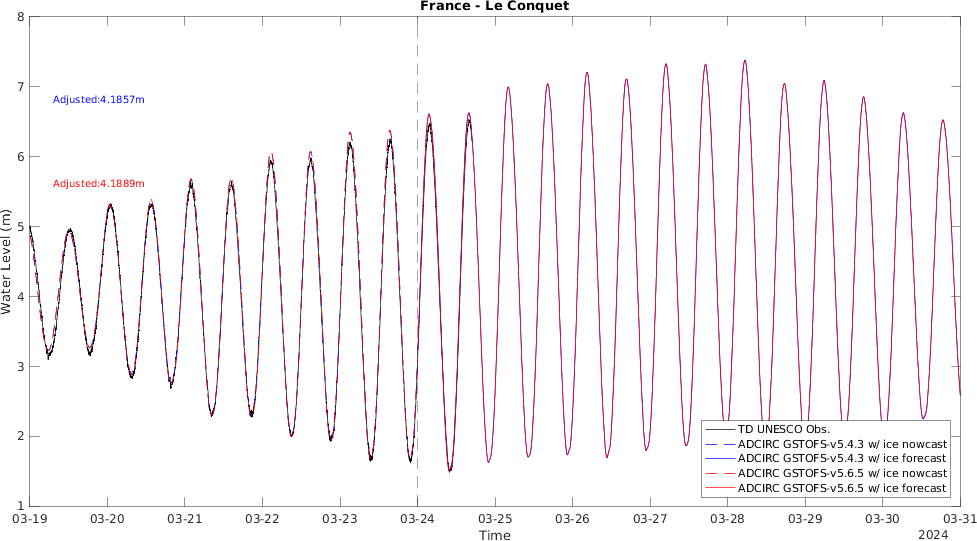 France - Le Conquet
8
7
6
5
4
3
2
1
Water Level (m)
Adjusted:4.1857m
Adjusted:4.1889m
TD UNESCO Obs.
ADCIRC GSTOFS-v5.4.3 w/ ice nowcast
ADCIRC GSTOFS-v5.4.3 w/ ice forecast
ADCIRC GSTOFS-v5.6.5 w/ ice nowcast
ADCIRC GSTOFS-v5.6.5 w/ ice forecast
03-19 03-20 03-21 03-22 03-23 03-24 03-25 03-26 03-27 03-28 03-29 03-30 03-31
Time
2024